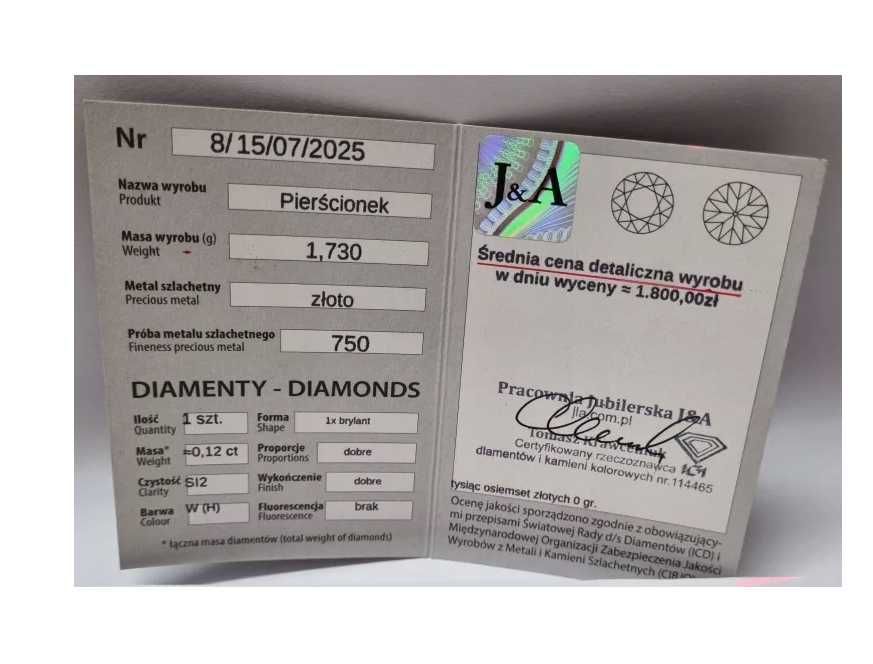 Nr 8/15/07/2025
Nazwa wyrobu
Produkt
Pierścionek
Masa wyrobu (g)
Weight
1,730
Metal szlachetny
Precious metal
złoto
Próba metalu szlachetnego
Fineness precious metal
750
DIAMENTY - DIAMONDS
Ilość
Quantity
1 szt.
Forma
Shape
1x brylant
Masa*
Weight
≈0,12 ct
Proporcje
Proportions
dobre
Czystość
Clarity
SI2
Wykończenie
Finish
dobre
Barwa
Colour
W (H)
Fluorescencja
Fluorescence
brak
* łączna masa diamentów (total weight of diamonds)
J&A
Średnia cena detaliczna wyrobu
w dniu wyceny ≈ 1.800,00zł
Pracownia Jubilerska J&A
jla.com.pl
Tomasz
Certyfikowany rzeczoznawca
diamentów i kamieni kolorowych nr.114465
tysiąc osiemset złotych 0 gr.
Ocenę jakości sporządzono zgodnie z obowiązujący-
mi przepisami Światowej Rady d/s Diamentów (ICD) i
Międzynarodowej Organizacji Zabezpieczenia Jakości
Wyrobów z Metali i Kamieni Szlachetnych